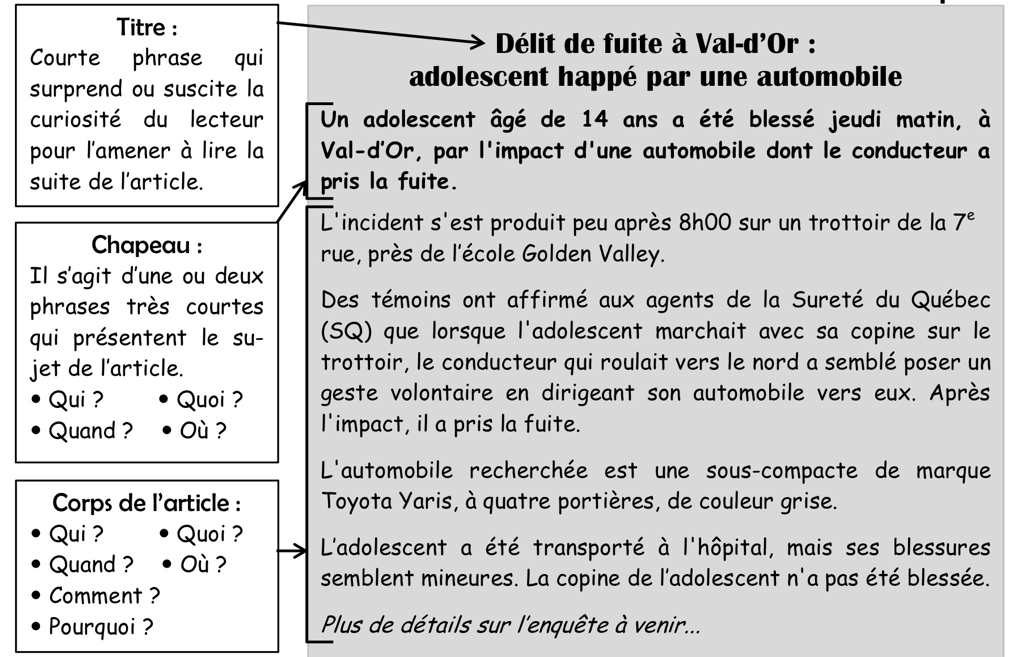 Titre :
Courte phrase qui
surprend ou suscite la
curiosité du lecteur
pour l'amener à lire la
suite de l'article.
Chapeau :
Il s'agit d'une ou deux
phrases très courtes
qui présentent le su-
jet de l'article.
• Qui ? • Quoi ?
• Quand ? • Où ?
Corps de l'article :
• Qui ? • Quoi ?
• Quand ? • Où ?
• Comment ?
• Pourquoi ?
Délit de fuite à Val-d'Or :
adolescent happé par une automobile
Un adolescent âgé de 14 ans a été blessé jeudi matin, à
Val-d'Or, par l'impact d'une automobile dont le conducteur a
pris la fuite.
L'incident s'est produit peu après 8h00 sur un trottoir de la 7e
rue, près de l'école Golden Valley.
Des témoins ont affirmé aux agents de la Sureté du Québec
(SQ) que lorsque l'adolescent marchait avec sa copine sur le
trottoir, le conducteur qui roulait vers le nord a semblé poser un
geste volontaire en dirigeant son automobile vers eux. Après
l'impact, il a pris la fuite.
L'automobile recherchée est une sous-compacte de marque
Toyota Yaris, à quatre portières, de couleur grise.
L'adolescent a été transporté à l'hôpital, mais ses blessures
semblent mineures. La copine de l'adolescent n'a pas été blessée.
Plus de détails sur l'enquête à venir...